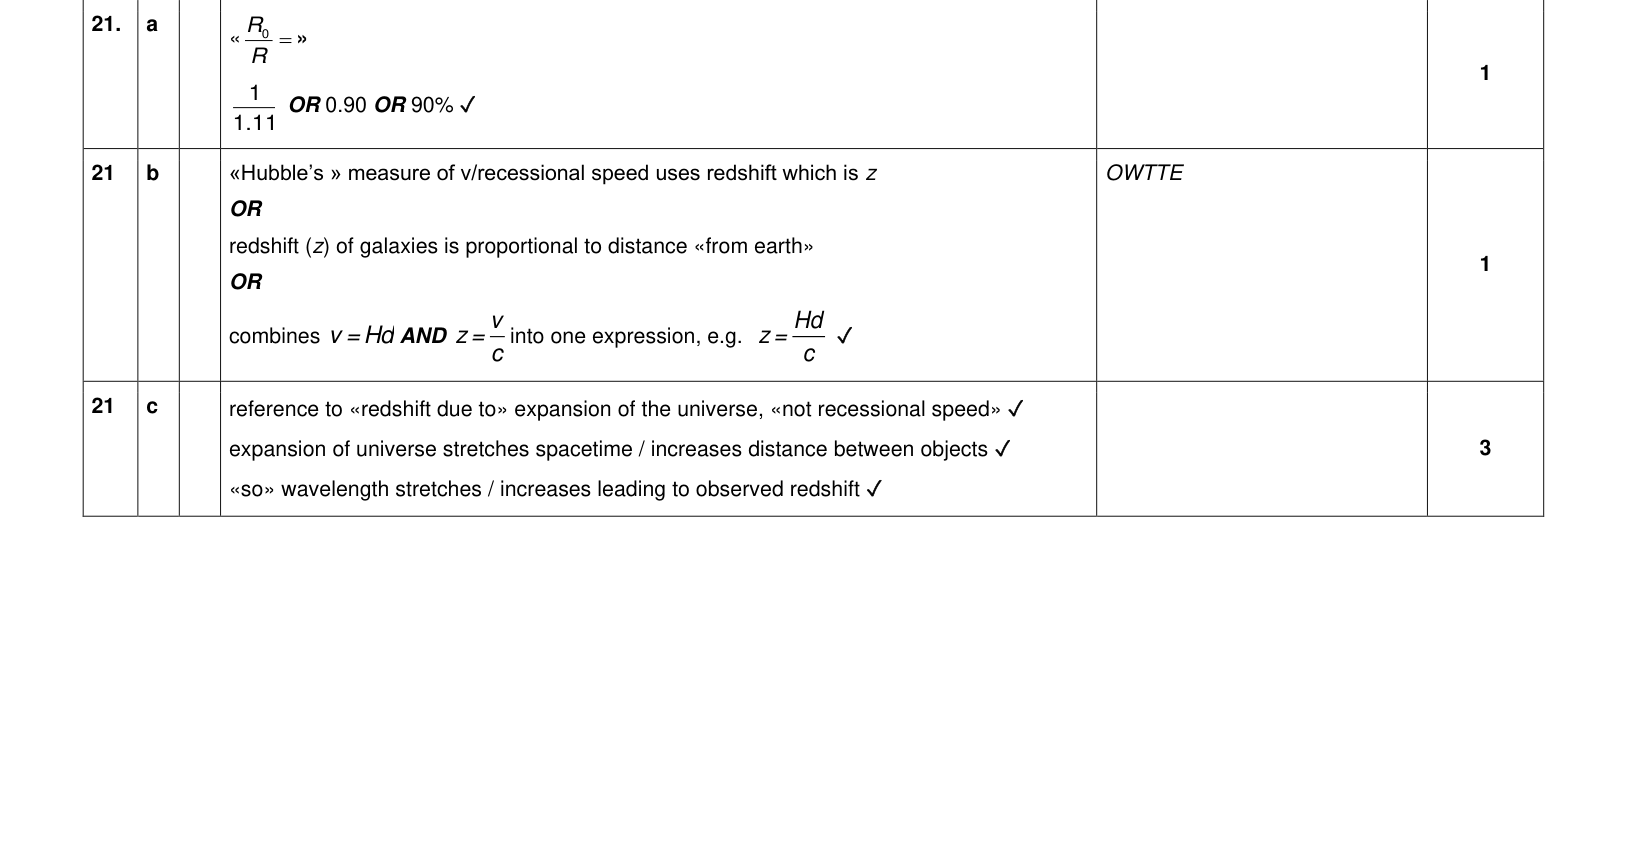 21. a «R₀/R = »
1
1/1.11 OR 0.90 OR 90% ✓
21 b «Hubble’s » measure of v/recessional speed uses redshift which is z OWTTE
OR
redshift (z) of galaxies is proportional to distance «from earth»
1
OR
combines v = Hd AND z = v/c into one expression, e.g. z = Hd/c ✓
21 c reference to «redshift due to» expansion of the universe, «not recessional speed» ✓
expansion of universe stretches spacetime / increases distance between objects ✓ 3
«so» wavelength stretches / increases leading to observed redshift ✓